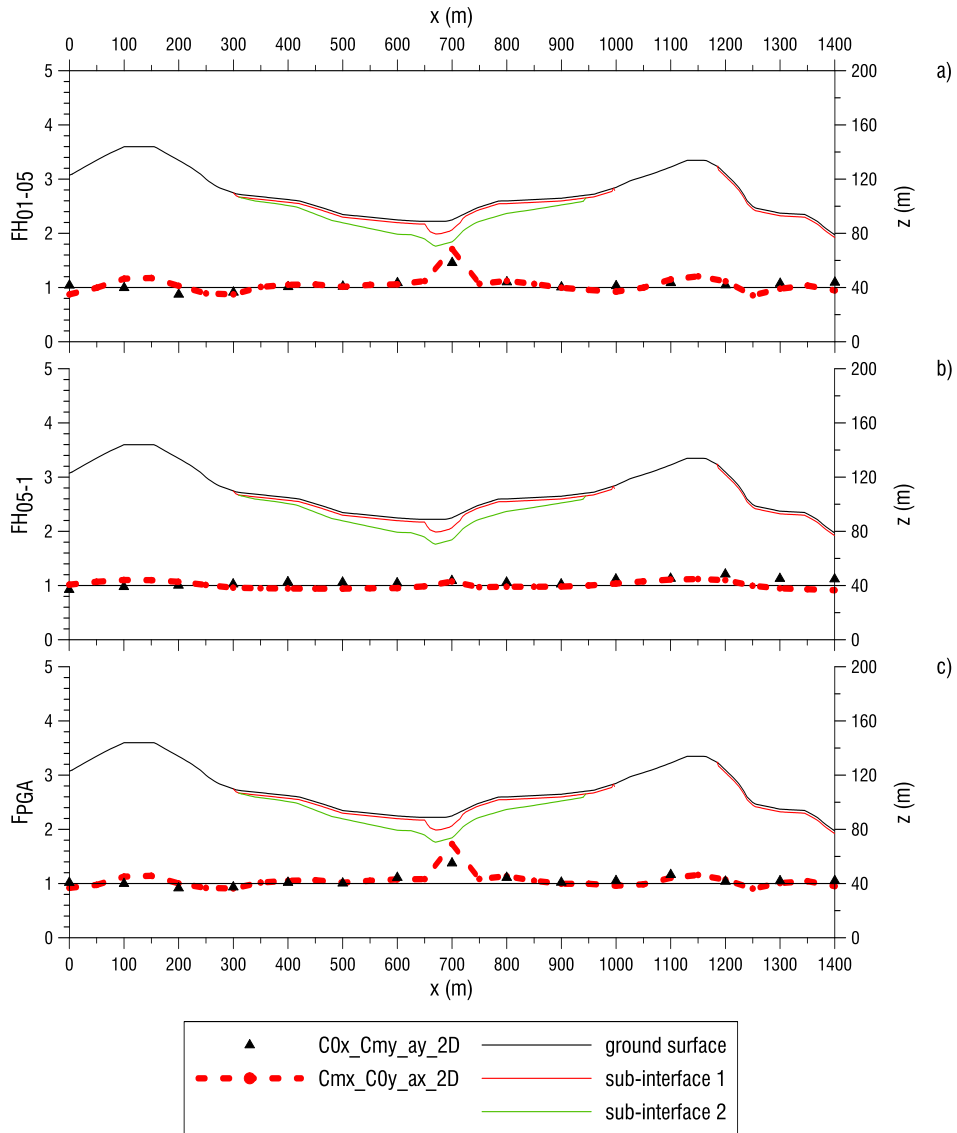 x (m)
0 100 200 300 400 500 600 700 800 900 1000 1100 1200 1300 1400
a)
5 4 3 2 1 0
FH01-05
200 160 120 80 40 0
z (m)
b)
5 4 3 2 1 0
FH05-1
200 160 120 80 40 0
z (m)
c)
5 4 3 2 1 0
FPGA
200 160 120 80 40 0
z (m)
0 100 200 300 400 500 600 700 800 900 1000 1100 1200 1300 1400
x (m)
C0x_Cmy_ay_2D ground surface
Cmx_C0y_ax_2D sub-interface 1
sub-interface 2